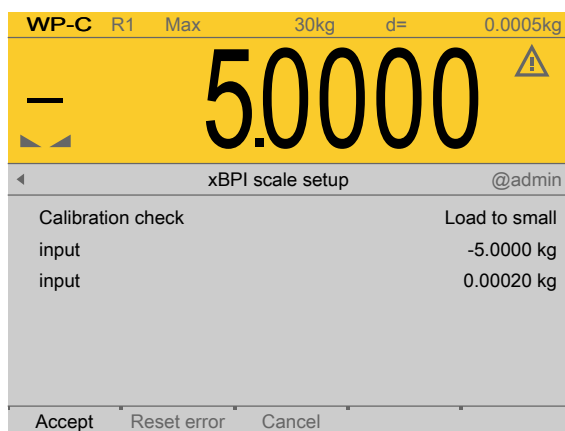 WP-C R1 Max 30kg d= 0.0005kg
– 5.0000
xBPI scale setup @admin
Calibration check Load to small
input -5.0000 kg
input 0.00020 kg
Accept Reset error Cancel